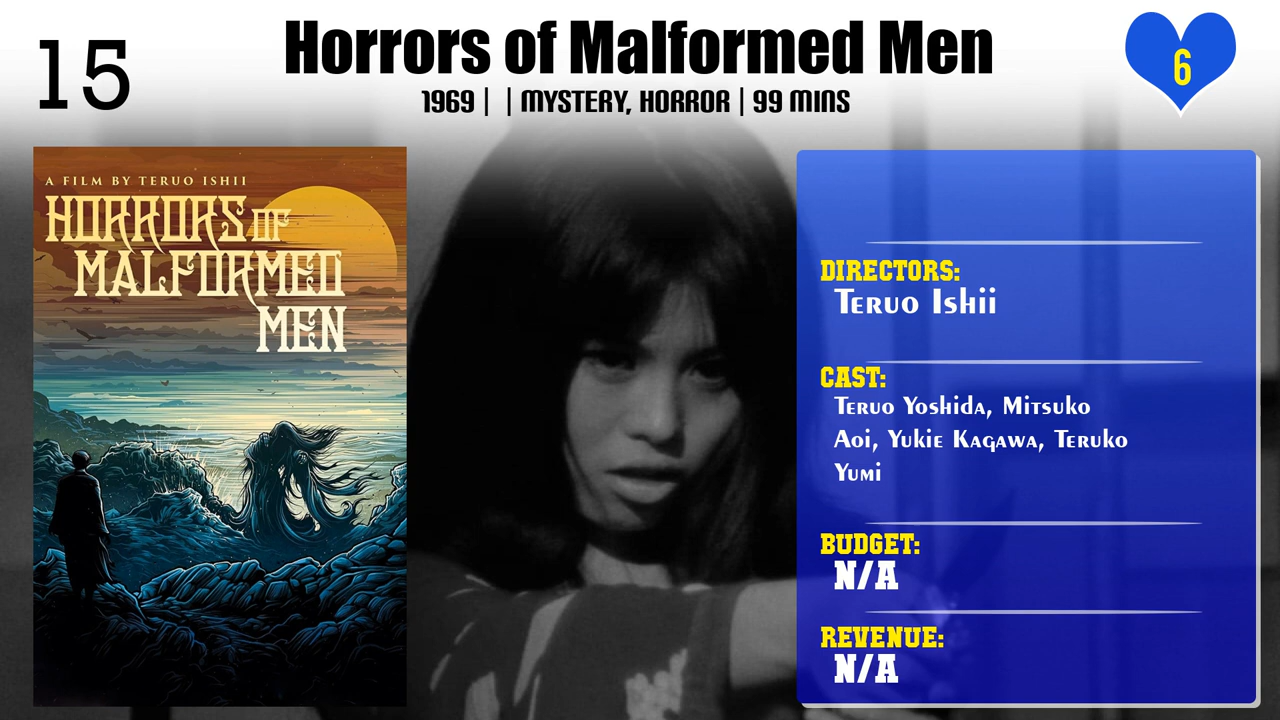 15
Horrors of Malformed Men
6
1969 | | MYSTERY, HORROR | 99 MINS
A FILM BY TERUO ISHII
HORRORS OF
MALFORMED
MEN
DIRECTORS:
Teruo Ishii
CAST:
Teruo Yoshida, Mitsuko
Aoi, Yukie Kagawa, Teruko
Yumi
BUDGET:
N/A
REVENUE:
N/A